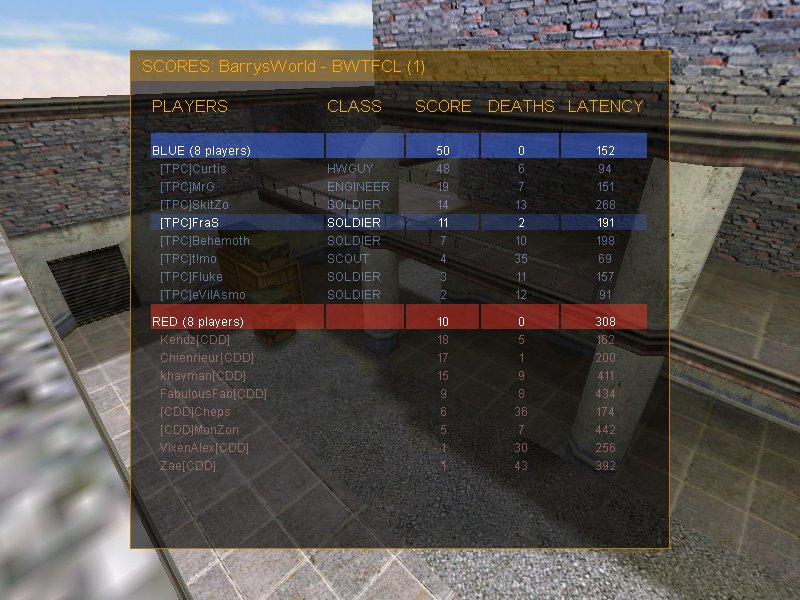 SCORES: BarrysWorld - BWTFCL (1)
PLAYERS CLASS SCORE DEATHS LATENCY
BLUE (8 players) 50 0 152
[TPC]Curtis HWGUY 48 6 94
[TPC]MrG ENGINEER 19 7 151
[TPC]SkitZo SOLDIER 14 13 268
[TPC]FraS SOLDIER 11 2 191
[TPC]Behemoth SOLDIER 7 10 198
[TPC]t!mo SCOUT 4 35 69
[TPC]Fluke SOLDIER 3 11 157
[TPC]eVilAsmo SOLDIER 2 12 91
RED (8 players) 10 0 308
Kendz[CDD] 18 5 162
Chienrieur[CDD] 17 1 200
khayman[CDD] 15 9 411
FabulousFab[CDD] 9 8 434
[CDD]Cheps 6 36 174
[CDD]MonZon 5 7 442
VixenAlex[CDD] 1 30 256
Zae[CDD] 1 43 392